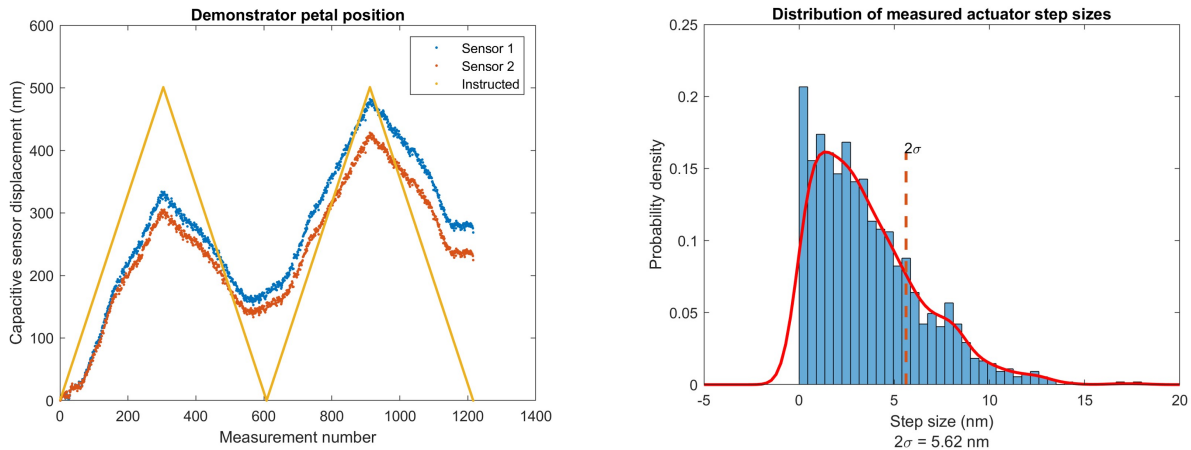 Demonstrator petal position
600
500
400
300
200
100
0
0 200 400 600 800 1000 1200 1400
Capacitive sensor displacement (nm)
Measurement number
Sensor 1
Sensor 2
Instructed
Distribution of measured actuator step sizes
0.25
0.2
0.15
0.1
0.05
0
-5 0 5 10 15 20
Probability density
2σ
Step size (nm)
2σ = 5.62 nm